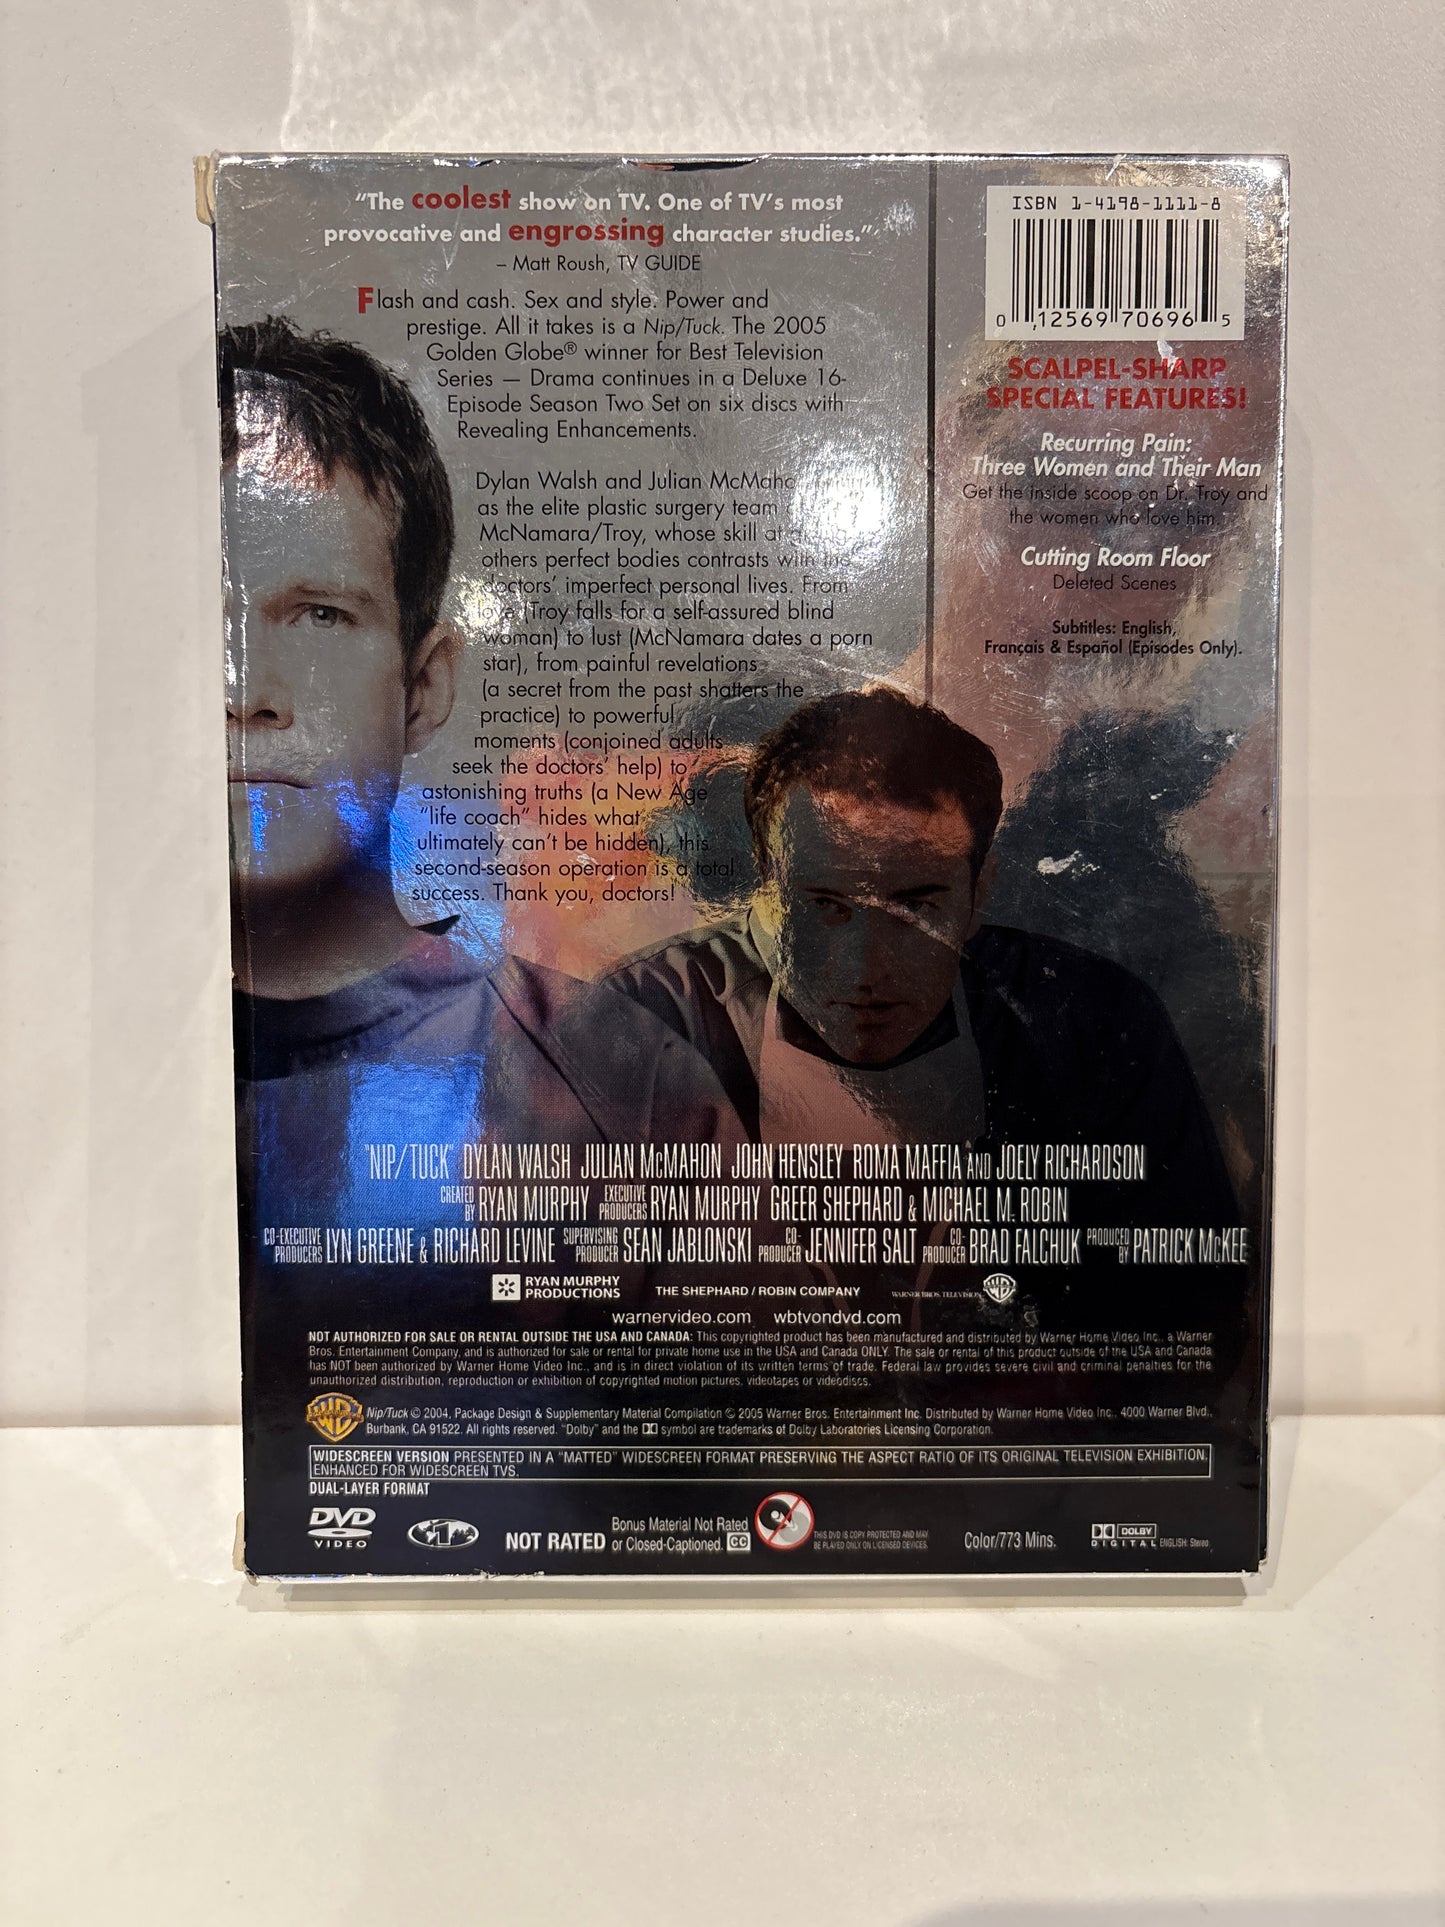 "The coolest show on TV. One of TV's most
provocative and engrossing character studies."
– Matt Roush, TV GUIDE
Flash and cash. Sex and style. Power and
prestige. All it takes is a Nip/Tuck. The 2005
Golden Globe® winner for Best Television
Series — Drama continues in a Deluxe 16-
Episode Season Two Set on six discs with
Revealing Enhancements.
Dylan Walsh and Julian McMaho
as the elite plastic surgery team
McNamara/Troy, whose skill at
others perfect bodies contrasts with the
doctors' imperfect personal lives. From
love (Troy falls for a self-assured blind
woman) to lust (McNamara dates a porn
star), from painful revelations
(a secret from the past shatters the
practice) to powerful
moments (conjoined adults
seek the doctors' help) to
astonishing truths (a New Age
"life coach" hides what
ultimately can't be hidden), this
second-season operation is a total
success. Thank you, doctors!
ISBN 1-4198-1111-8
0 12569 70696 5
SCALPEL-SHARP
SPECIAL FEATURES!
Recurring Pain:
Three Women and Their Man
Get the inside scoop on Dr. Troy and
the women who love him.
Cutting Room Floor
Deleted Scenes
Subtitles: English,
Français & Español (Episodes Only).
"NIP/TUCK" DYLAN WALSH JULIAN McMAHON JOHN HENSLEY ROMA MAFFIA AND JOELY RICHARDSON
CREATED BY RYAN MURPHY EXECUTIVE PRODUCERS RYAN MURPHY GREER SHEPHARD & MICHAEL M. ROBIN
CO-EXECUTIVE PRODUCERS LYN GREENE & RICHARD LEVINE SUPERVISING PRODUCER SEAN JABLONSKI CO-PRODUCER JENNIFER SALT CO-PRODUCER BRAD FALCHUK PRODUCED BY PATRICK McKEE
RYAN MURPHY PRODUCTIONS THE SHEPHARD / ROBIN COMPANY WARNER BROS. TELEVISION
warnervideo.com wbtvondvd.com
NOT AUTHORIZED FOR SALE OR RENTAL OUTSIDE THE USA AND CANADA: This copyrighted product has been manufactured and distributed by Warner Home Video Inc., a Warner
Bros. Entertainment Company, and is authorized for sale or rental for private home use in the USA and Canada ONLY. The sale or rental of this product outside of the USA and Canada
has NOT been authorized by Warner Home Video Inc., and is in direct violation of its written terms of trade. Federal law provides severe civil and criminal penalties for the
unauthorized distribution, reproduction or exhibition of copyrighted motion pictures, videotapes or videodiscs.
Nip/Tuck © 2004, Package Design & Supplementary Material Compilation © 2005 Warner Bros. Entertainment Inc. Distributed by Warner Home Video Inc., 4000 Warner Blvd.,
Burbank, CA 91522. All rights reserved. "Dolby" and the DD symbol are trademarks of Dolby Laboratories Licensing Corporation.
WIDESCREEN VERSION PRESENTED IN A "MATTED" WIDESCREEN FORMAT PRESERVING THE ASPECT RATIO OF ITS ORIGINAL TELEVISION EXHIBITION.
ENHANCED FOR WIDESCREEN TVS.
DUAL-LAYER FORMAT
DVD VIDEO
1
NOT RATED
Bonus Material Not Rated
or Closed-Captioned. CC
THIS DVD IS COPY PROTECTED AND MAY
BE PLAYED ONLY ON LICENSED DEVICES.
Color/773 Mins.
DOLBY DIGITAL ENGLISH: Stereo